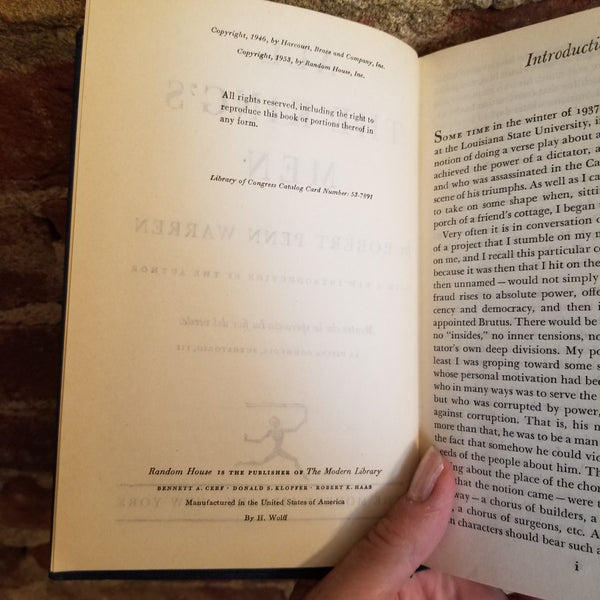 Copyright, 1946, by Harcourt, Brace and Company, Inc.
Copyright, 1953, by Random House, Inc.
All rights reserved, including the right to
reproduce this book or portions thereof in
any form.
Library of Congress Catalog Card Number: 53-7891
Random House IS THE PUBLISHER OF The Modern Library
BENNETT A. CERF · DONALD S. KLOPFER · ROBERT K. HAAS
Manufactured in the United States of America
By H. Wolff
Introducti
SOME TIME in the winter of 1937
at the Louisiana State University, i
notion of doing a verse play about a
achieved the power of a dictator, a
and who was assassinated in the Ca
scene of his triumphs. As well as I ca
to take on some shape when, sitti
porch of a friend's cottage, I began
Very often it is in conversation
of a project that I stumble on my m
on me, and I recall this particular c
because it was then that I hit on the
then unnamed—would not simply
fraud rises to absolute power, offe
cency and democracy, and then i
appointed Brutus. There would be
no "insides," no inner tensions, no
tator's own deep divisions. My po
least I was groping toward some s
whose personal motivation had bee
who in many ways was to serve the
but who was corrupted by power,
against corruption. That is, his m
more than that, he was to be a man
the fact that somehow he could vic
eeds of the people about him. Th
ing about the place of the chor
that the notion came—were t
way—a chorus of builders, a
, a chorus of surgeons, etc. A
n characters should bear such a
i